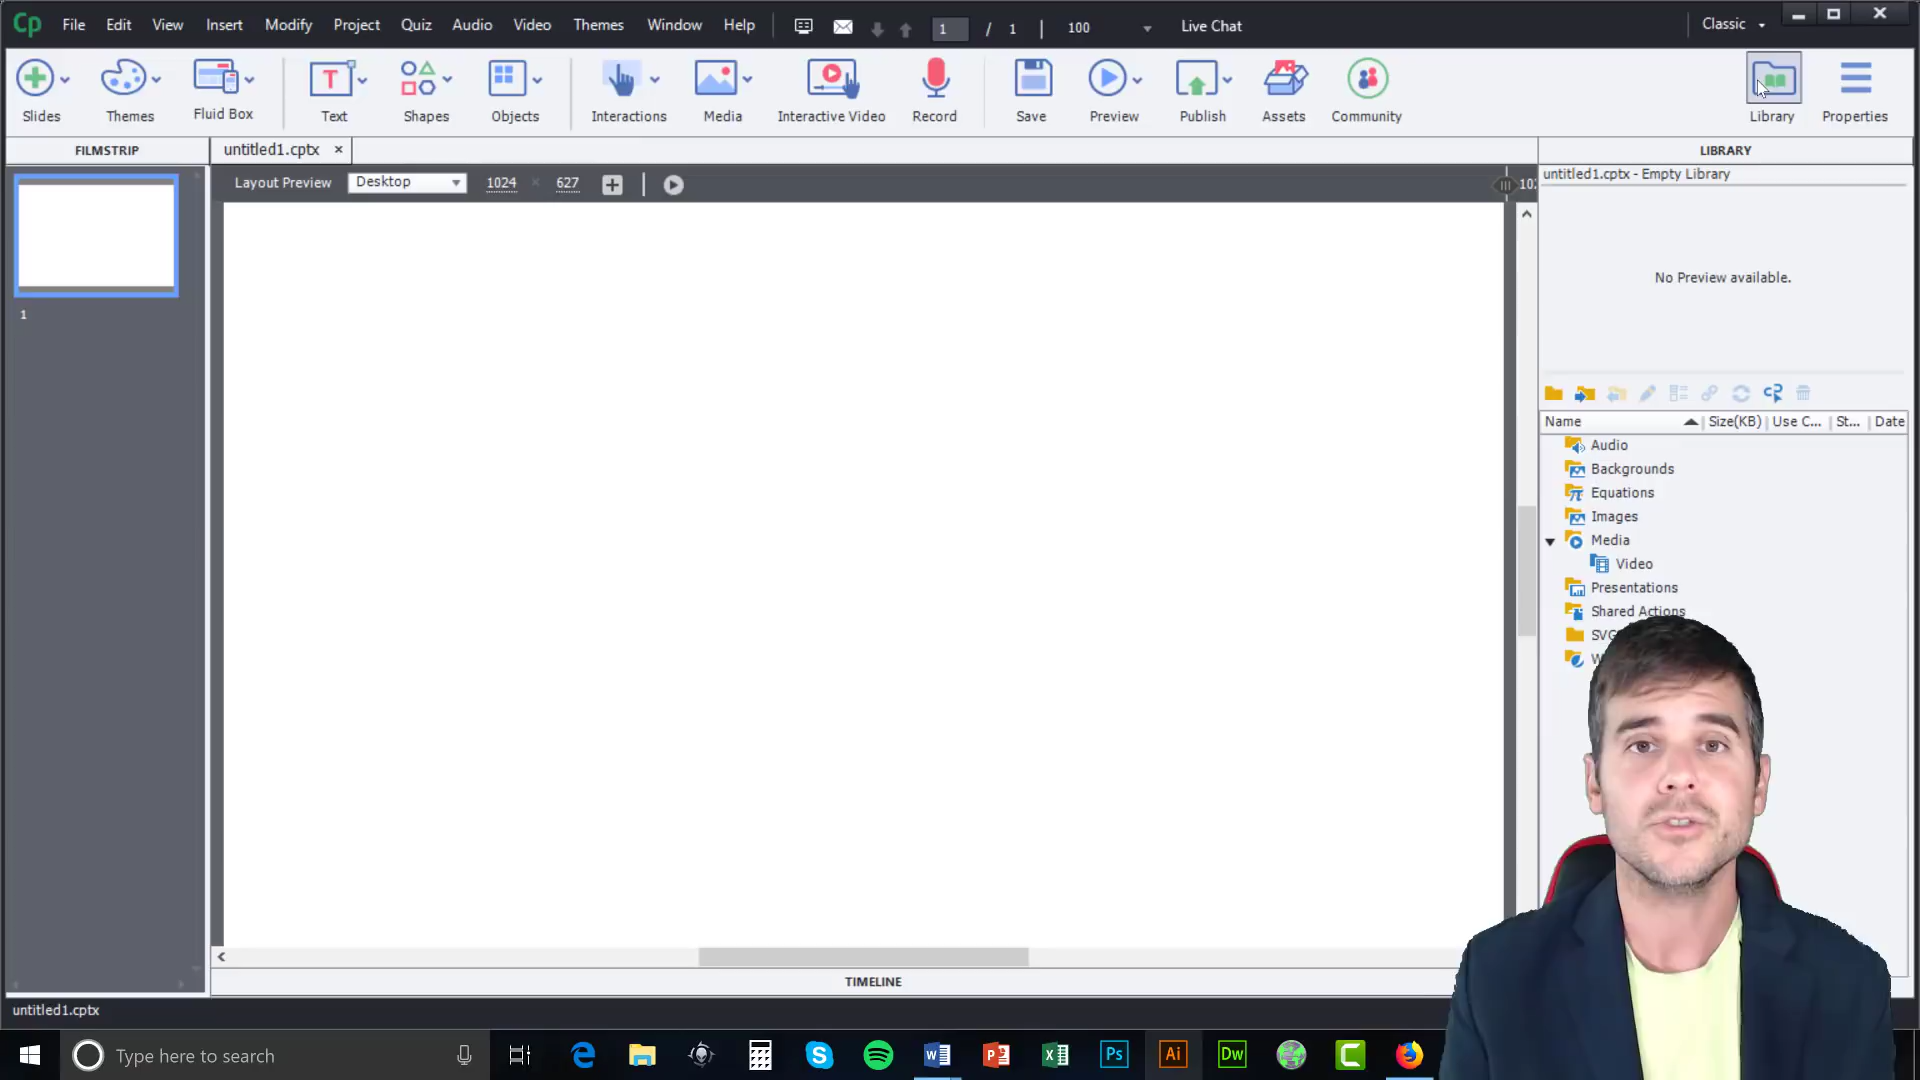 Cp File Edit View Insert Modify Project Quiz Audio Video Themes Window Help 1 / 1 100 Live Chat Classic
Slides Themes Fluid Box Text Shapes Objects Interactions Media Interactive Video Record Save Preview Publish Assets Community Library Properties
FILMSTRIP
untitled1.cptx
LIBRARY
Layout Preview Desktop 1024 × 627
untitled1.cptx - Empty Library
No Preview available.
1
Name Size(KB) Use C... St... Date
Audio
Backgrounds
Equations
Images
Media
Video
Presentations
Shared Actions
TIMELINE
untitled1.cptx
Type here to search
Ps Ai Dw